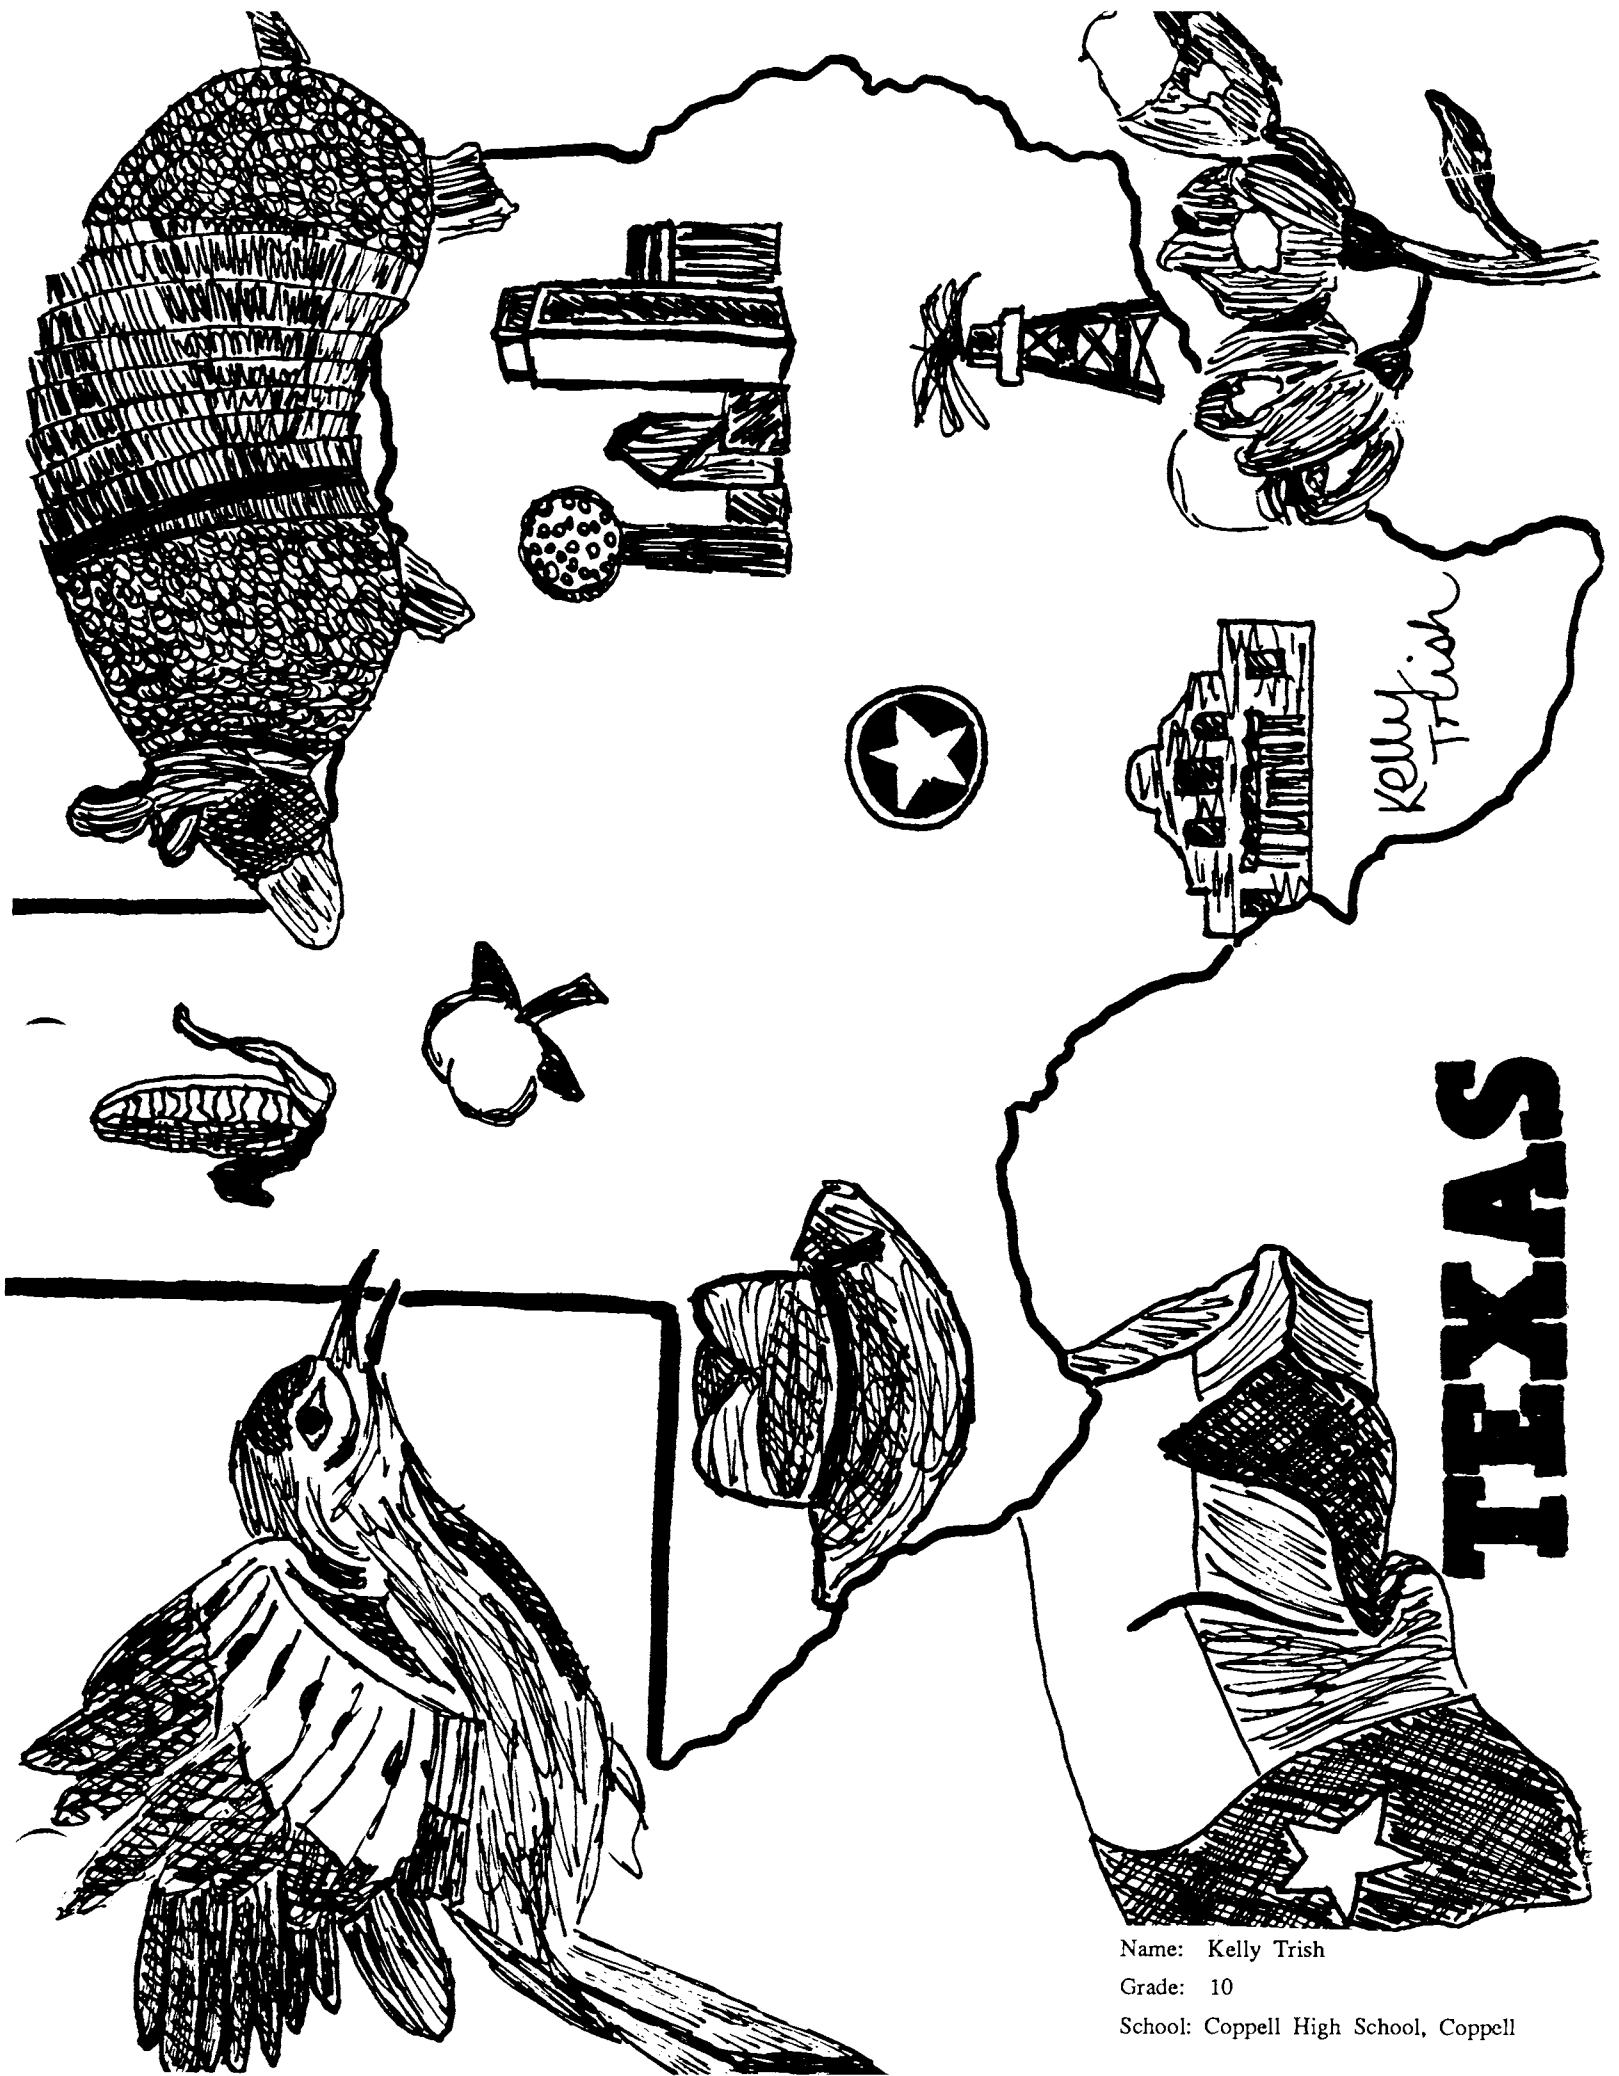 Kelly
Trish
TEXAS
Name: Kelly Trish
Grade: 10
School: Coppell High School, Coppell